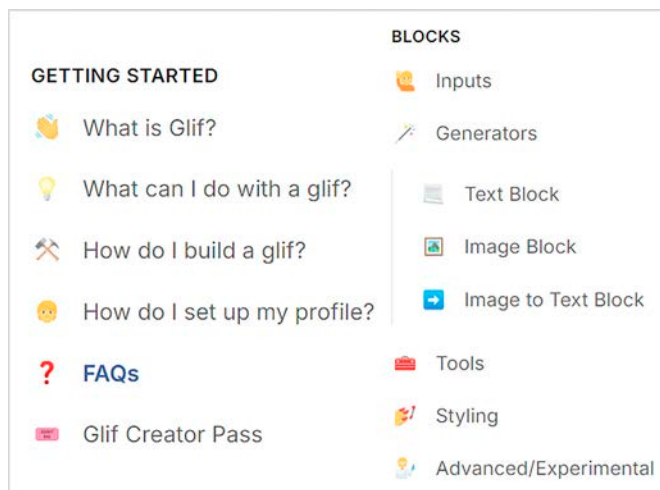 GETTING STARTED
What is Glif?
What can I do with a glif?
How do I build a glif?
How do I set up my profile?
FAQs
Glif Creator Pass
BLOCKS
Inputs
Generators
Text Block
Image Block
Image to Text Block
Tools
Styling
Advanced/Experimental